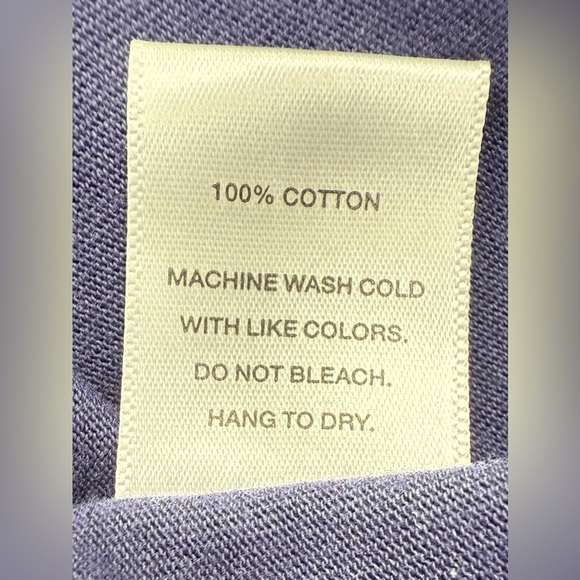 100% COTTON
MACHINE WASH COLD
WITH LIKE COLORS.
DO NOT BLEACH.
HANG TO DRY.